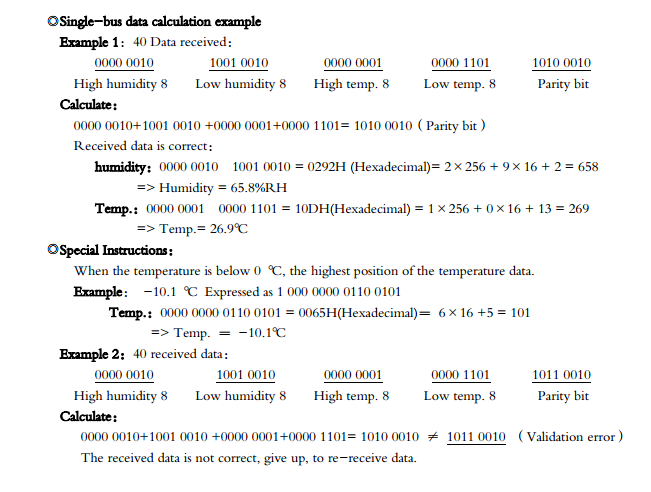 ◎Single-bus data calculation example
Example 1: 40 Data received:
0000 0010 1001 0010 0000 0001 0000 1101 1010 0010
High humidity 8 Low humidity 8 High temp. 8 Low temp. 8 Parity bit
Calculate:
0000 0010+1001 0010 +0000 0001+0000 1101= 1010 0010 ( Parity bit )
Received data is correct:
humidity: 0000 0010 1001 0010 = 0292H (Hexadecimal)= 2 × 256 + 9 × 16 + 2 = 658
=> Humidity = 65.8%RH
Temp.: 0000 0001 0000 1101 = 10DH(Hexadecimal) = 1 × 256 + 0 × 16 + 13 = 269
=> Temp.= 26.9℃
◎Special Instructions:
When the temperature is below 0 ℃, the highest position of the temperature data.
Example: -10.1 ℃ Expressed as 1 000 0000 0110 0101
Temp.: 0000 0000 0110 0101 = 0065H(Hexadecimal)= 6 × 16 +5 = 101
=> Temp. = -10.1℃
Example 2: 40 received data:
0000 0010 1001 0010 0000 0001 0000 1101 1011 0010
High humidity 8 Low humidity 8 High temp. 8 Low temp. 8 Parity bit
Calculate:
0000 0010+1001 0010 +0000 0001+0000 1101= 1010 0010 ≠ 1011 0010 ( Validation error )
The received data is not correct, give up, to re-receive data.